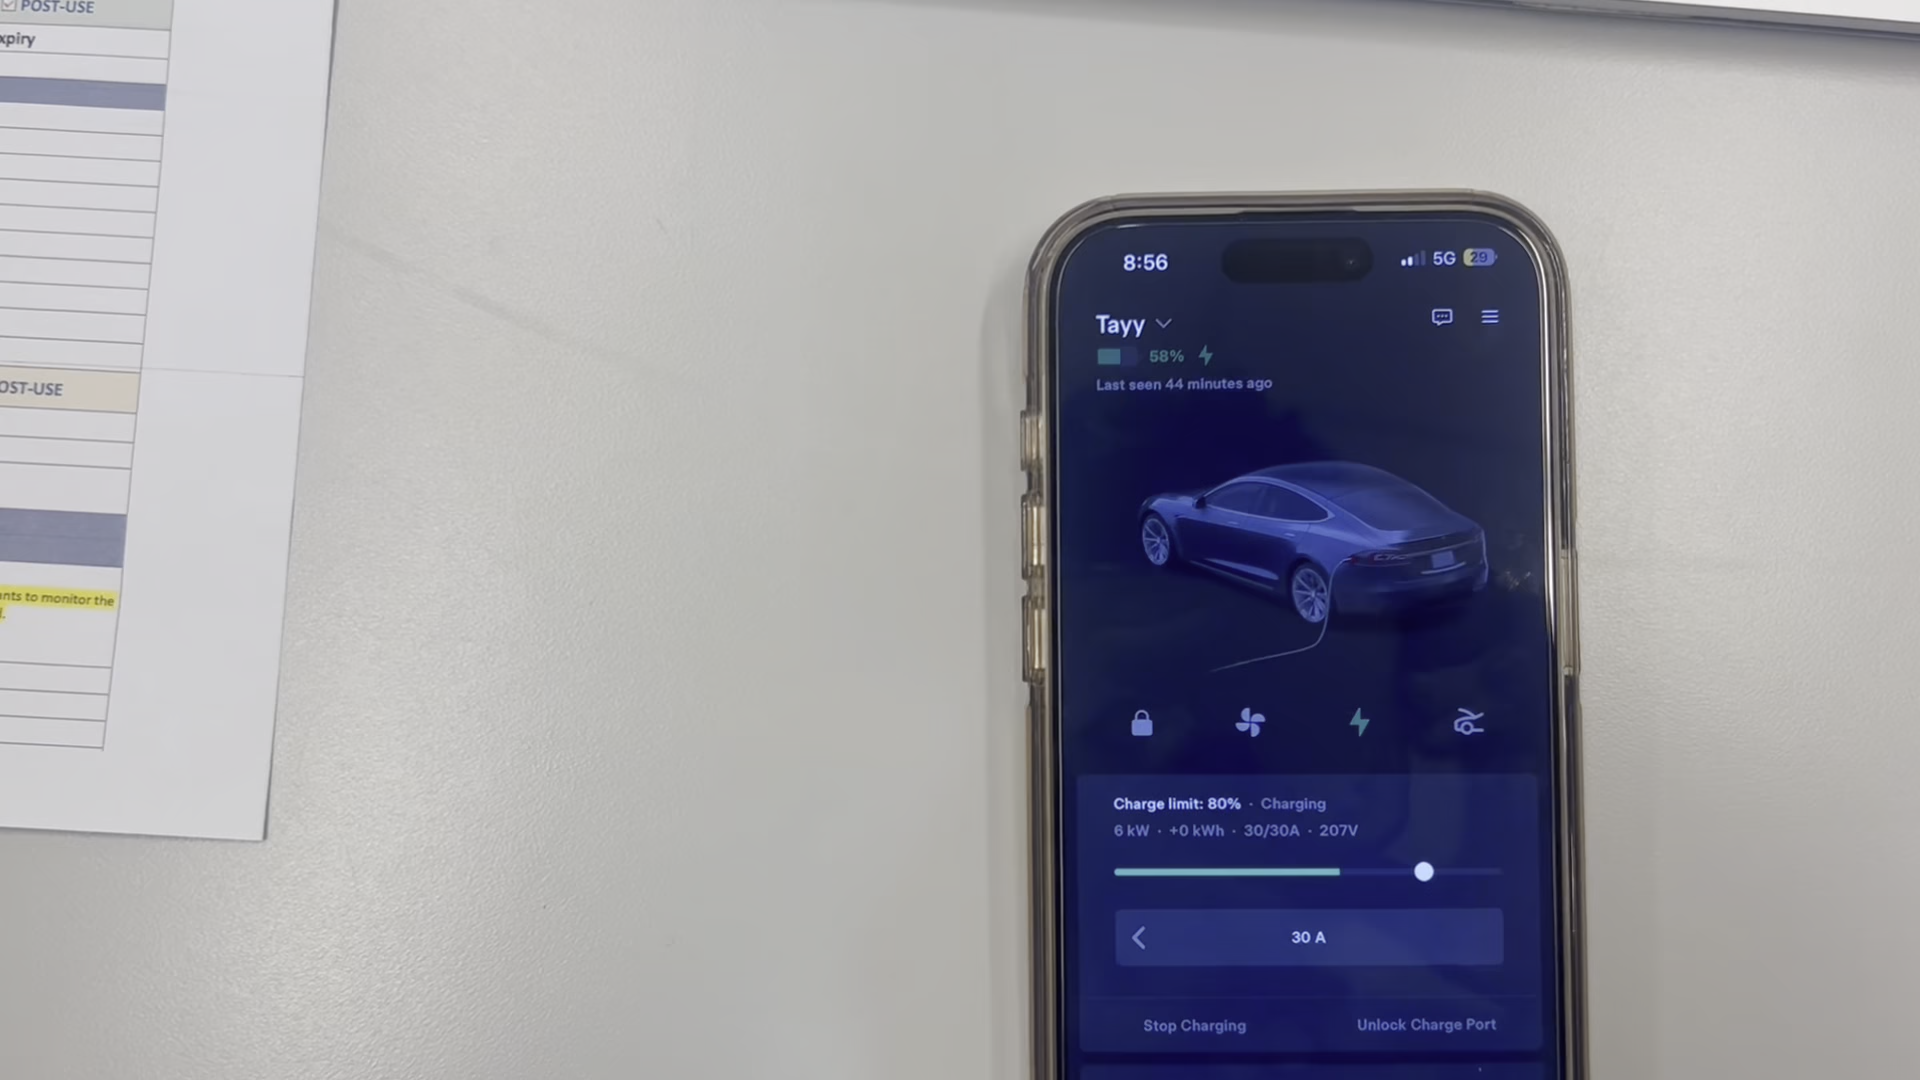 POST-USE
xpiry
OST-USE
nts to monitor the
8:56
5G
29
Tayy
58%
Last seen 44 minutes ago
Charge limit: 80% · Charging
6 kW · +0 kWh · 30/30A · 207V
30 A
Stop Charging
Unlock Charge Port